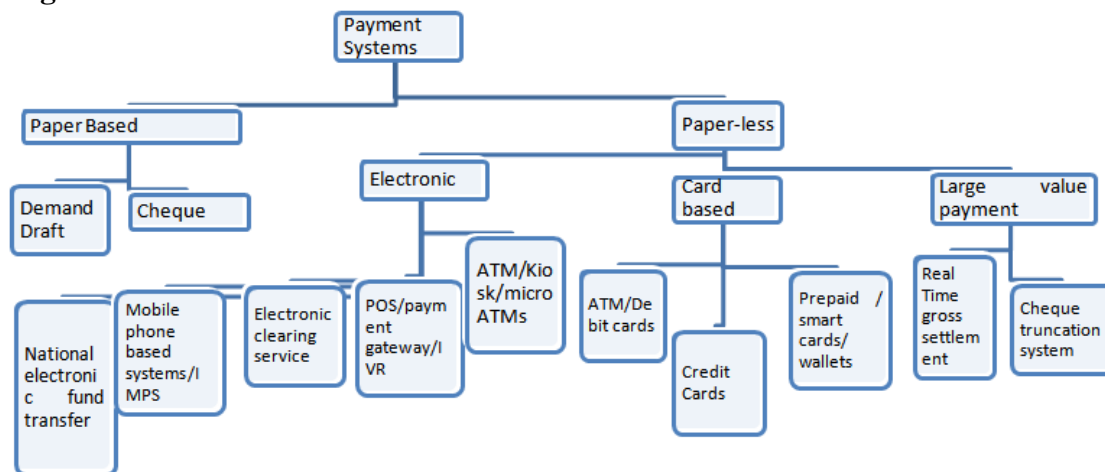 Payment
Systems
Paper Based
Paper-less
Electronic
Card
based
Large value
payment
Demand
Draft
Cheque
National
electroni
c fund
transfer
Mobile
phone
based
systems/I
MPS
Electronic
clearing
service
POS/paym
ent
gateway/I
VR
ATM/Kio
sk/micro
ATMs
ATM/De
bit cards
Credit
Cards
Prepaid /
smart
cards/
wallets
Real
Time
gross
settlem
ent
Cheque
truncation
system